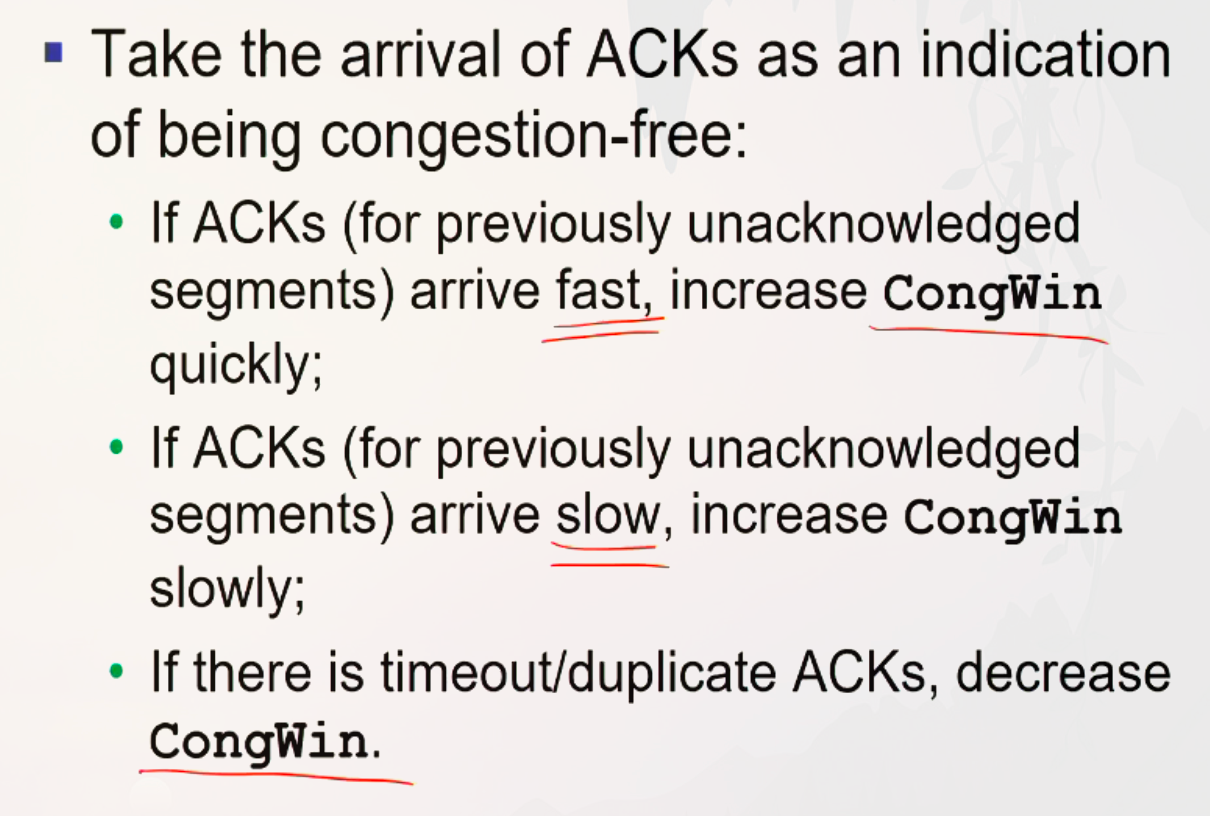 Take the arrival of ACKs as an indication
of being congestion-free:
If ACKs (for previously unacknowledged
segments) arrive fast, increase CongWin
quickly;
If ACKs (for previously unacknowledged
segments) arrive slow, increase CongWin
slowly;
If there is timeout/duplicate ACKs, decrease
CongWin.